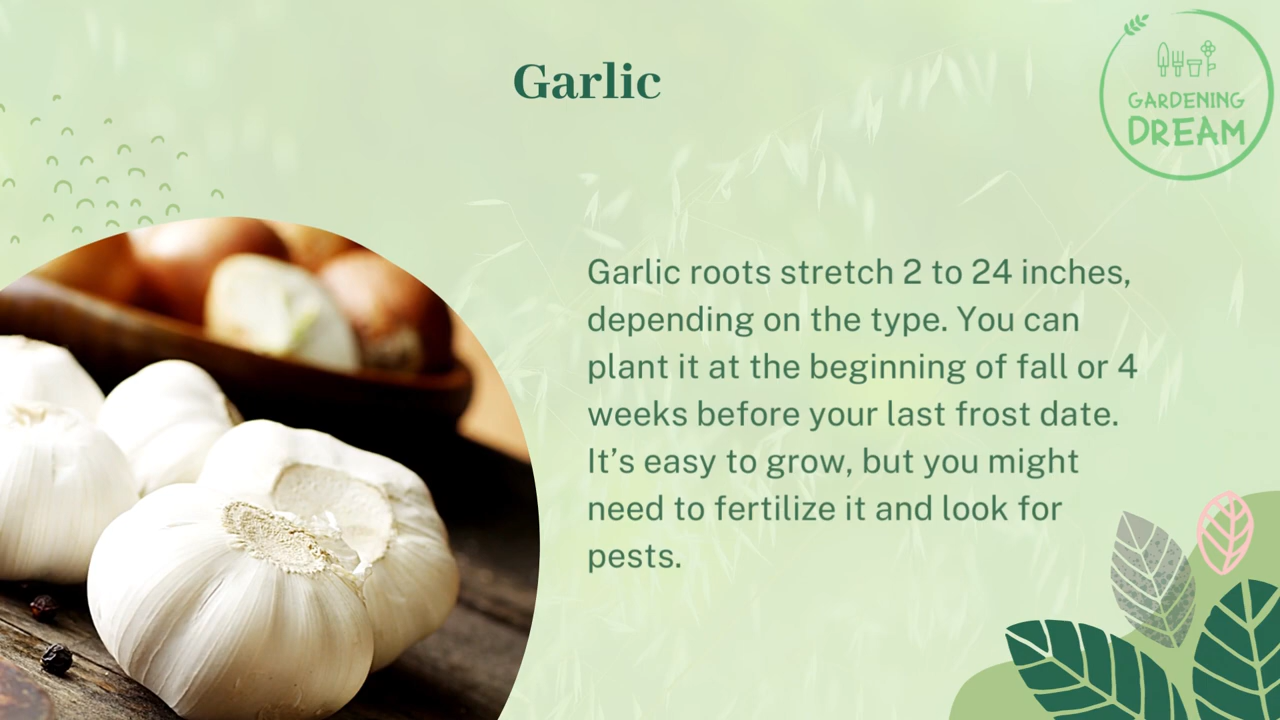 Garlic
GARDENING
DREAM
Garlic roots stretch 2 to 24 inches,
depending on the type. You can
plant it at the beginning of fall or 4
weeks before your last frost date.
It’s easy to grow, but you might
need to fertilize it and look for
pests.